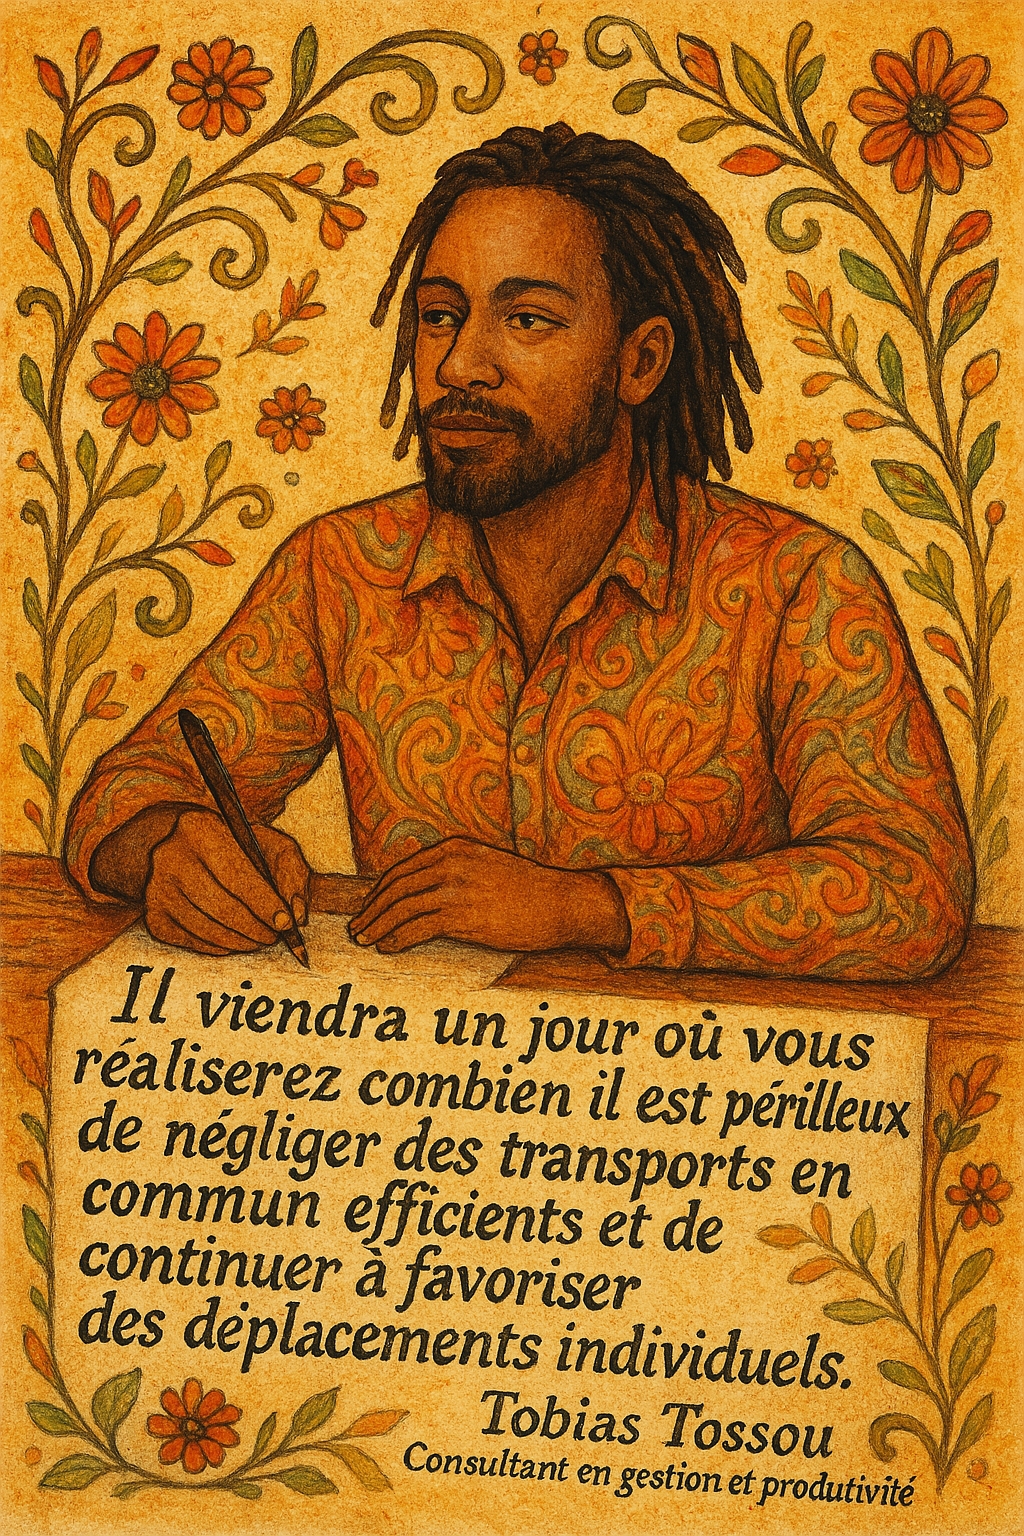 Il viendra un jour où vous
réaliserez combien il est périlleux
de négliger des transports en
commun efficients et de
continuer à favoriser
des déplacements individuels.
Tobias Tossou
Consultant en gestion et produtivité